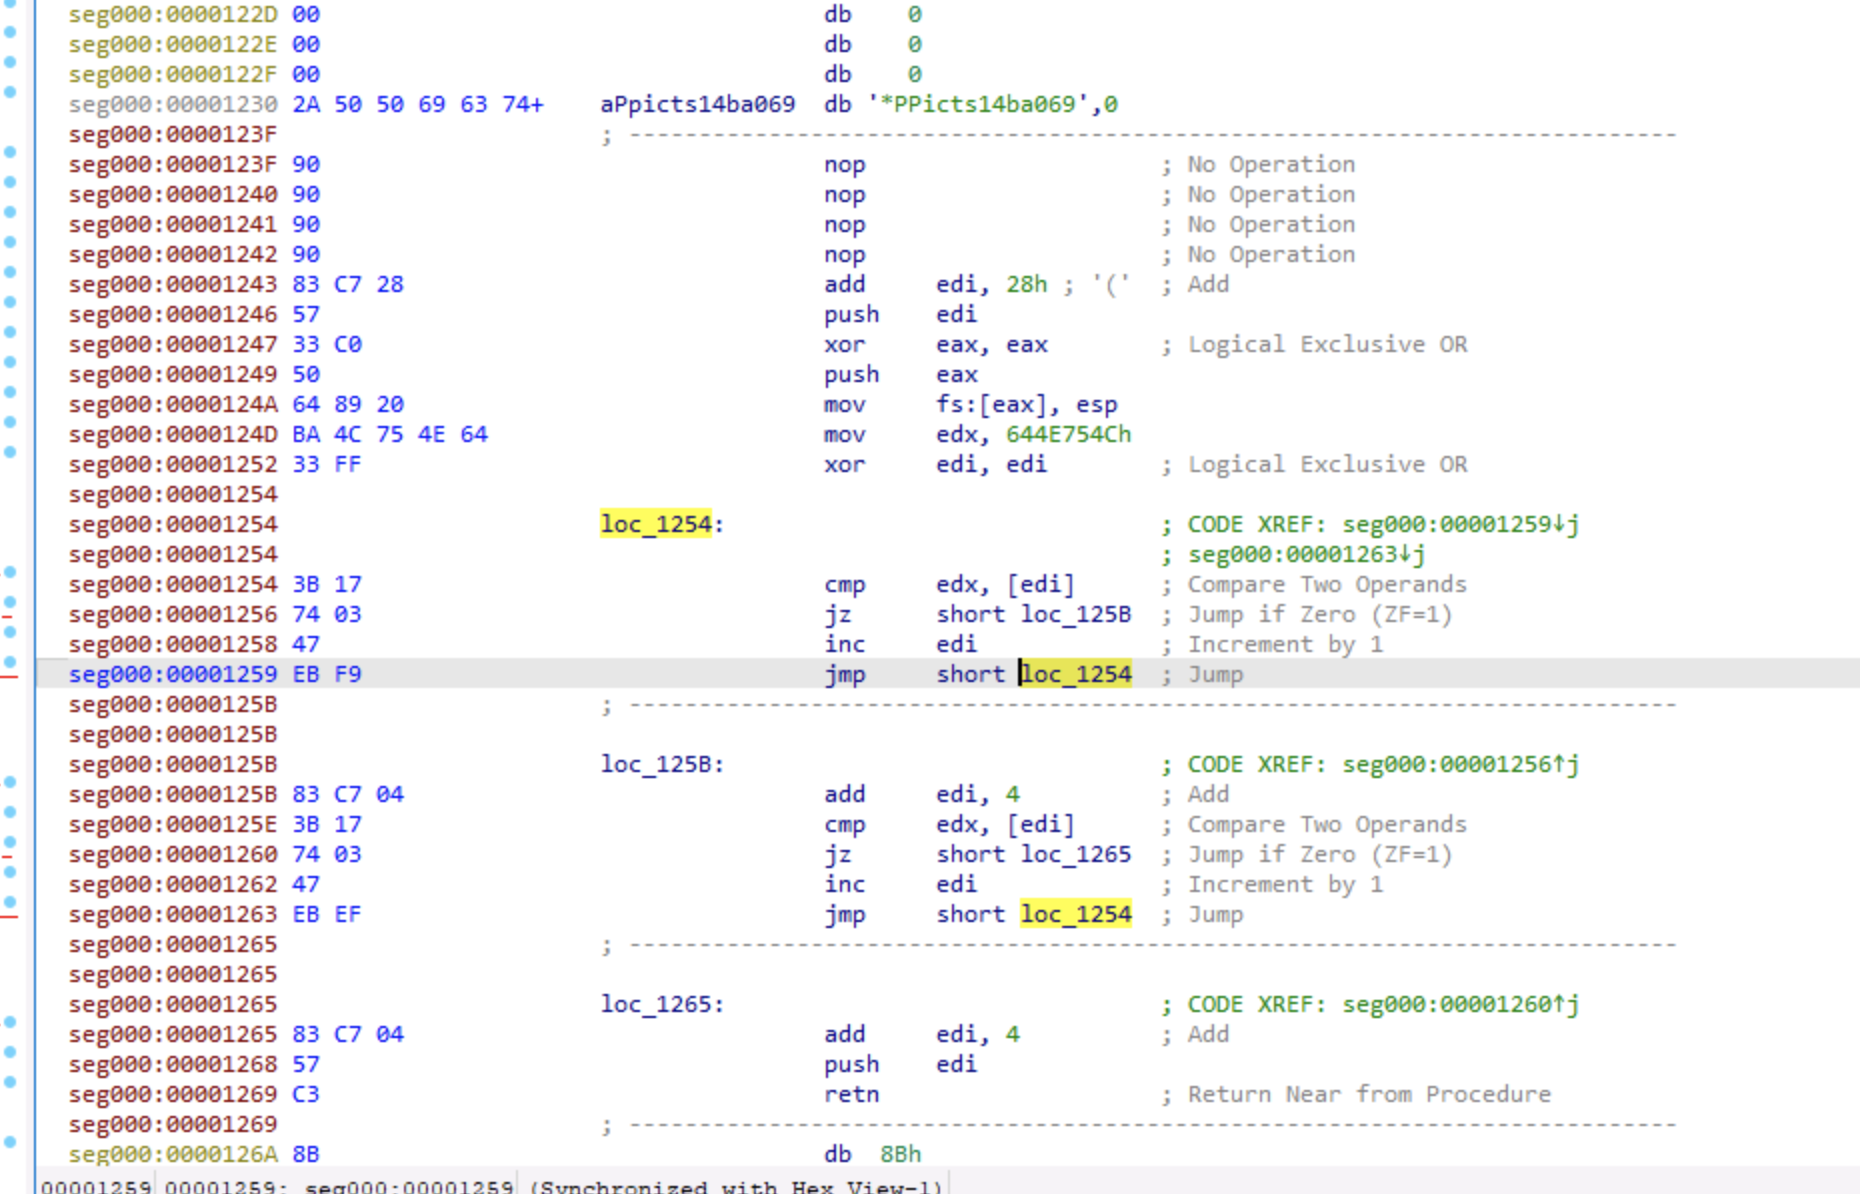 seg000:0000122D 00 db 0
seg000:0000122E 00 db 0
seg000:0000122F 00 db 0
seg000:00001230 2A 50 50 69 63 74+ aPpicts14ba069 db '*PPicts14ba069',0
seg000:0000123F ; ---------------------------------------------------------------------------
seg000:0000123F 90 nop ; No Operation
seg000:00001240 90 nop ; No Operation
seg000:00001241 90 nop ; No Operation
seg000:00001242 90 nop ; No Operation
seg000:00001243 83 C7 28 add edi, 28h ; '(' ; Add
seg000:00001246 57 push edi
seg000:00001247 33 C0 xor eax, eax ; Logical Exclusive OR
seg000:00001249 50 push eax
seg000:0000124A 64 89 20 mov fs:[eax], esp
seg000:0000124D BA 4C 75 4E 64 mov edx, 644E754Ch
seg000:00001252 33 FF xor edi, edi ; Logical Exclusive OR
seg000:00001254
seg000:00001254 loc_1254: ; CODE XREF: seg000:00001259↓j
seg000:00001254 ; seg000:00001263↓j
seg000:00001254 3B 17 cmp edx, [edi] ; Compare Two Operands
seg000:00001256 74 03 jz short loc_125B ; Jump if Zero (ZF=1)
seg000:00001258 47 inc edi ; Increment by 1
seg000:00001259 EB F9 jmp short loc_1254 ; Jump
seg000:0000125B ; ---------------------------------------------------------------------------
seg000:0000125B
seg000:0000125B loc_125B: ; CODE XREF: seg000:00001256↑j
seg000:0000125B 83 C7 04 add edi, 4 ; Add
seg000:0000125E 3B 17 cmp edx, [edi] ; Compare Two Operands
seg000:00001260 74 03 jz short loc_1265 ; Jump if Zero (ZF=1)
seg000:00001262 47 inc edi ; Increment by 1
seg000:00001263 EB EF jmp short loc_1254 ; Jump
seg000:00001265 ; ---------------------------------------------------------------------------
seg000:00001265
seg000:00001265 loc_1265: ; CODE XREF: seg000:00001260↑j
seg000:00001265 83 C7 04 add edi, 4 ; Add
seg000:00001268 57 push edi
seg000:00001269 C3 retn ; Return Near from Procedure
seg000:00001269 ; ---------------------------------------------------------------------------
seg000:0000126A 8B db 8Bh
00001259 00001259: seg000:00001259 (Synchronized with Hex View-1)